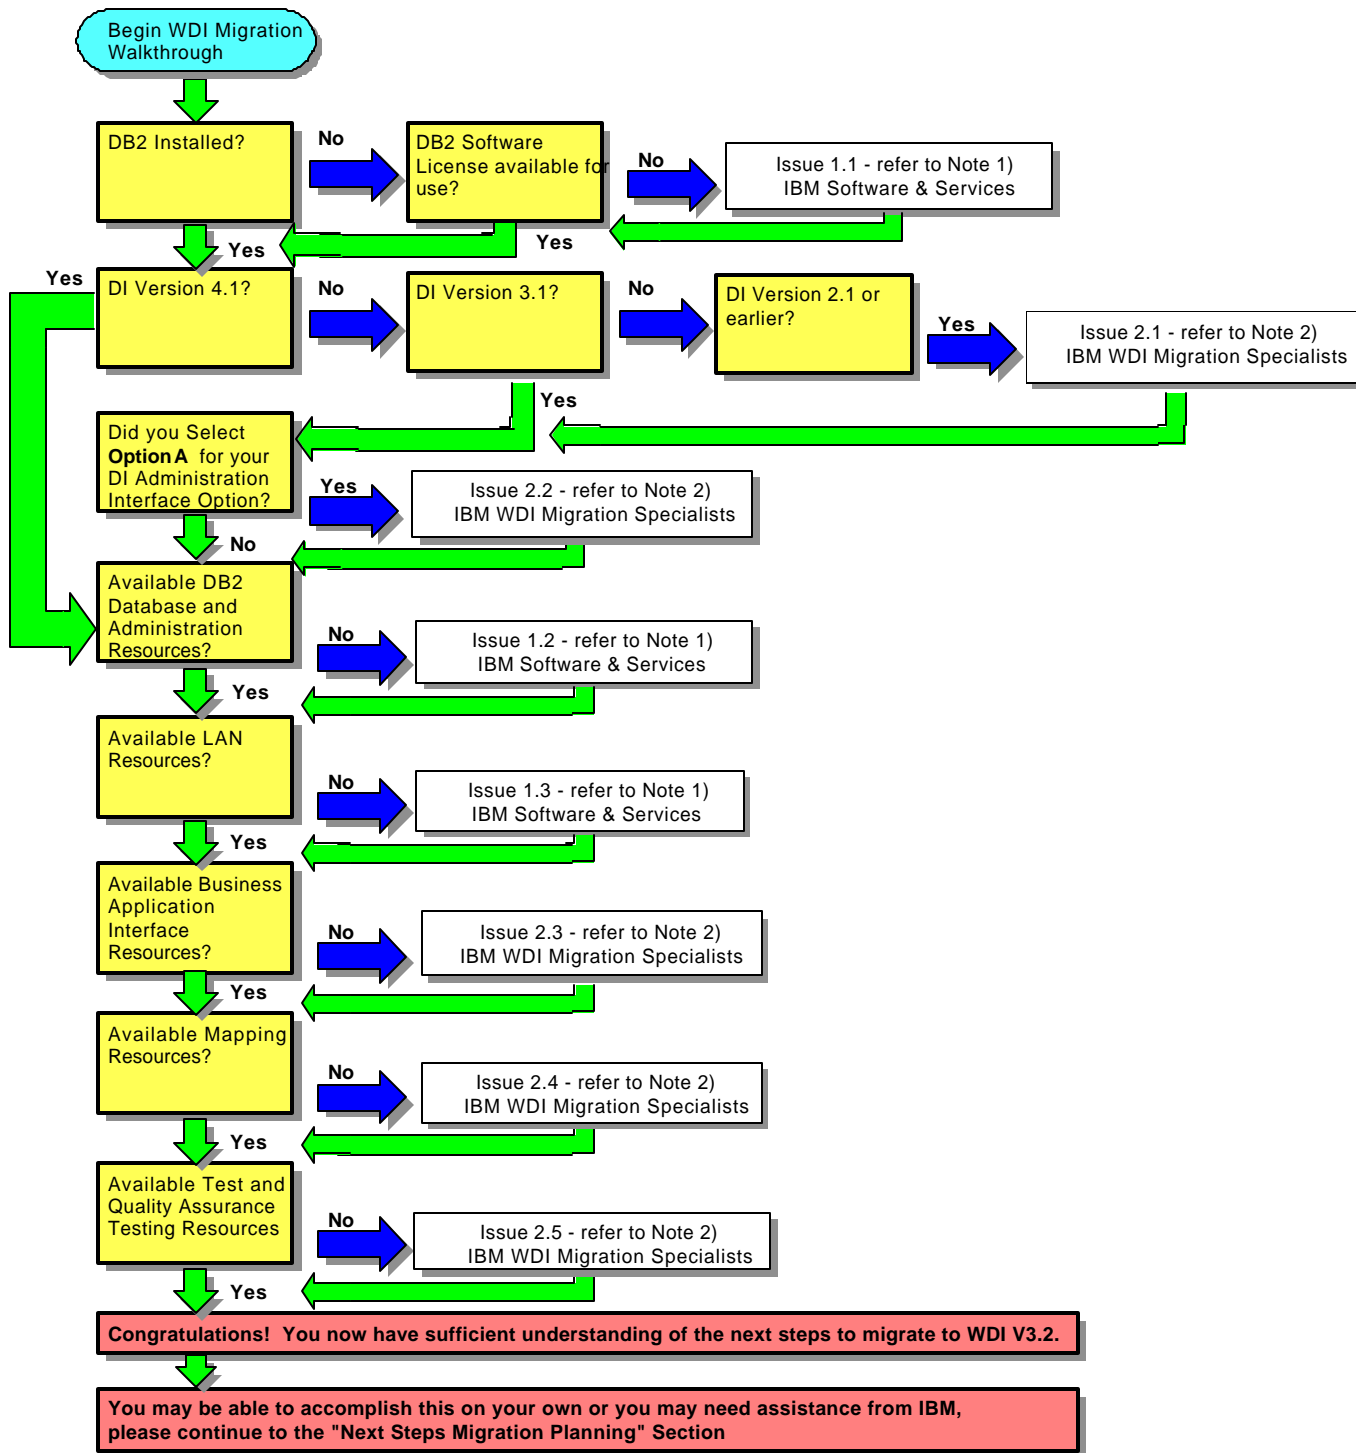 Begin WDI Migration
Walkthrough
DB2 Installed?
No
DB2 Software
License available for
use?
No
Issue 1.1 - refer to Note 1)
IBM Software & Services
Yes
Yes
Yes
DI Version 4.1?
No
DI Version 3.1?
No
DI Version 2.1 or
earlier?
Yes
Issue 2.1 - refer to Note 2)
IBM WDI Migration Specialists
Yes
Did you Select
Option A for your
DI Administration
Interface Option?
Yes
Issue 2.2 - refer to Note 2)
IBM WDI Migration Specialists
No
Available DB2
Database and
Administration
Resources?
No
Issue 1.2 - refer to Note 1)
IBM Software & Services
Yes
Available LAN
Resources?
No
Issue 1.3 - refer to Note 1)
IBM Software & Services
Yes
Available Business
Application
Interface
Resources?
No
Issue 2.3 - refer to Note 2)
IBM WDI Migration Specialists
Yes
Available Mapping
Resources?
No
Issue 2.4 - refer to Note 2)
IBM WDI Migration Specialists
Yes
Available Test and
Quality Assurance
Testing Resources
No
Issue 2.5 - refer to Note 2)
IBM WDI Migration Specialists
Yes
Congratulations! You now have sufficient understanding of the next steps to migrate to WDI V3.2.
You may be able to accomplish this on your own or you may need assistance from IBM,
please continue to the "Next Steps Migration Planning" Section